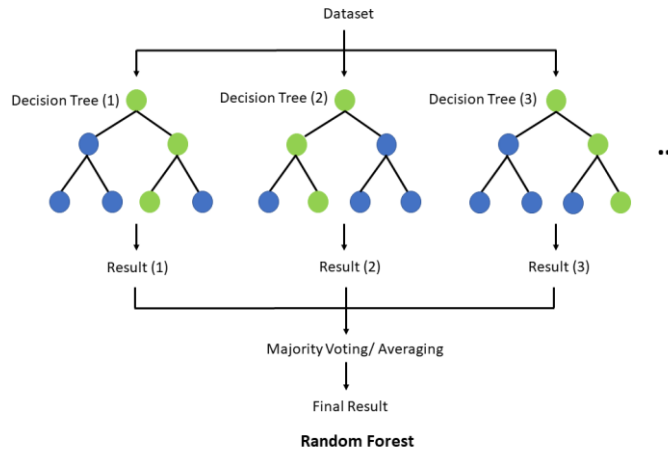 Dataset
Decision Tree (1)
Decision Tree (2)
Decision Tree (3)
...
Result (1)
Result (2)
Result (3)
Majority Voting/ Averaging
Final Result
Random Forest